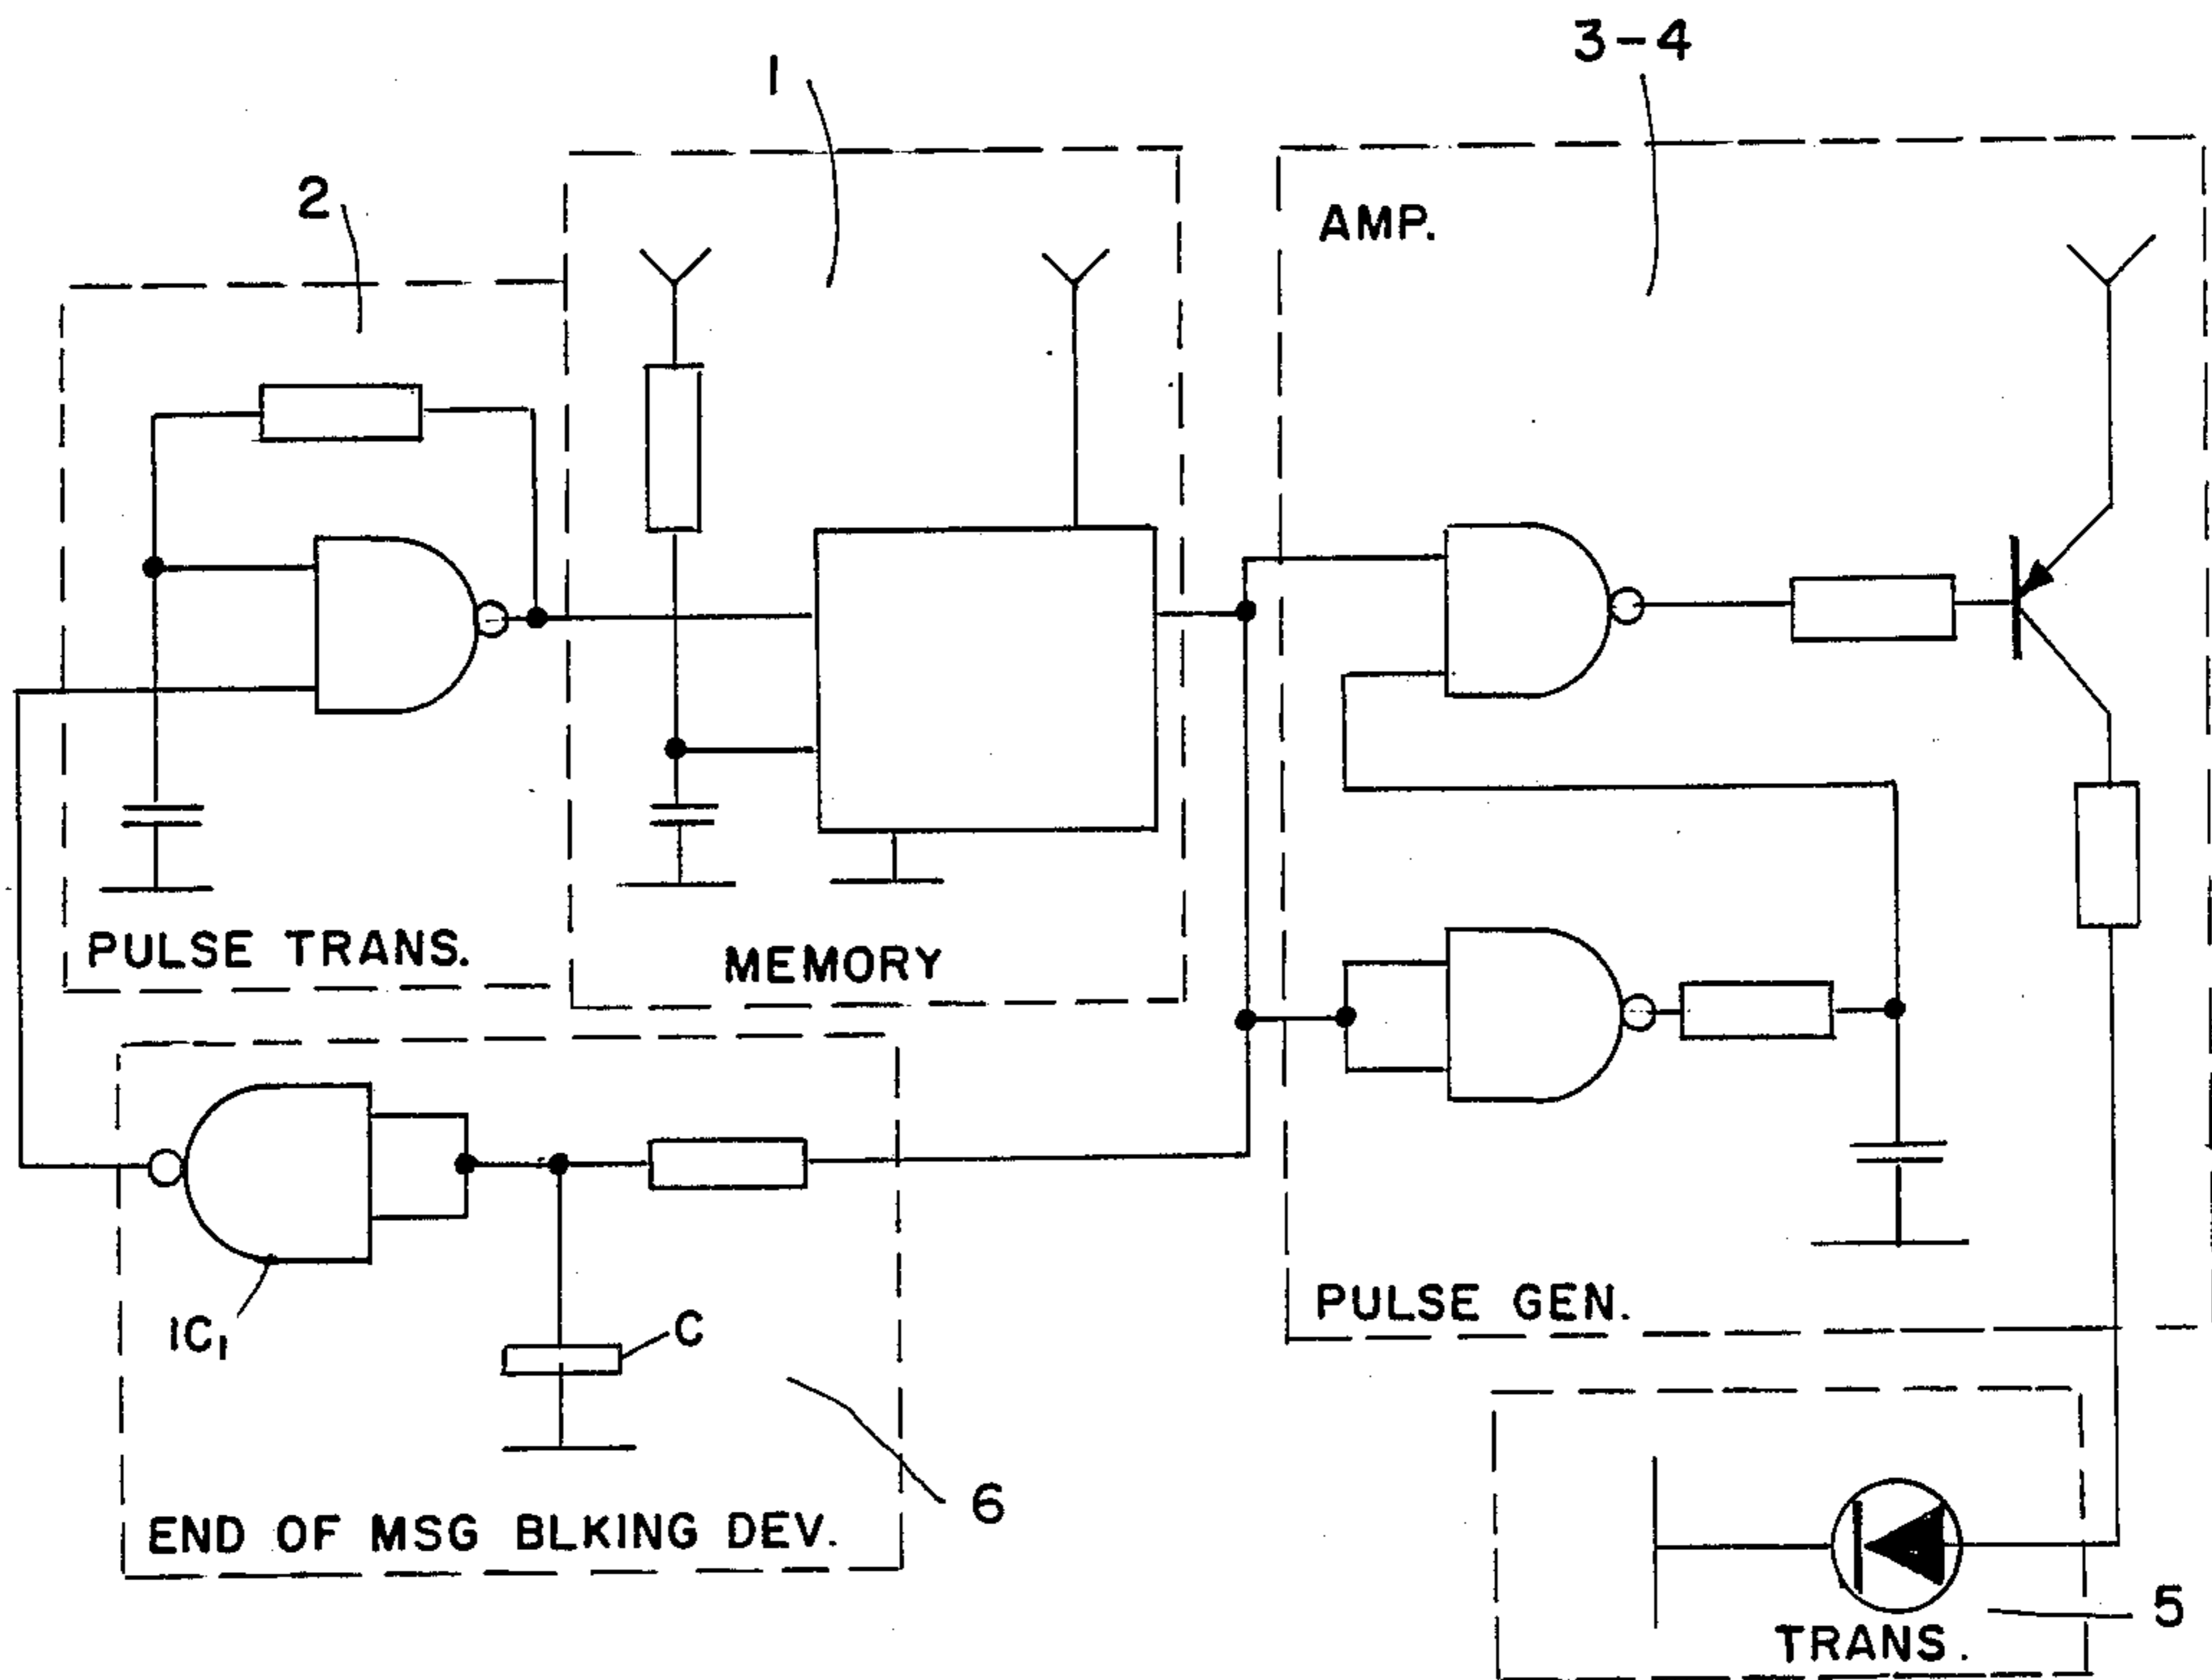 3-4
1
2
AMP.
PULSE TRANS.
MEMORY
PULSE GEN.
IC₁
C
6
END OF MSG BLKING DEV.
5
TRANS.